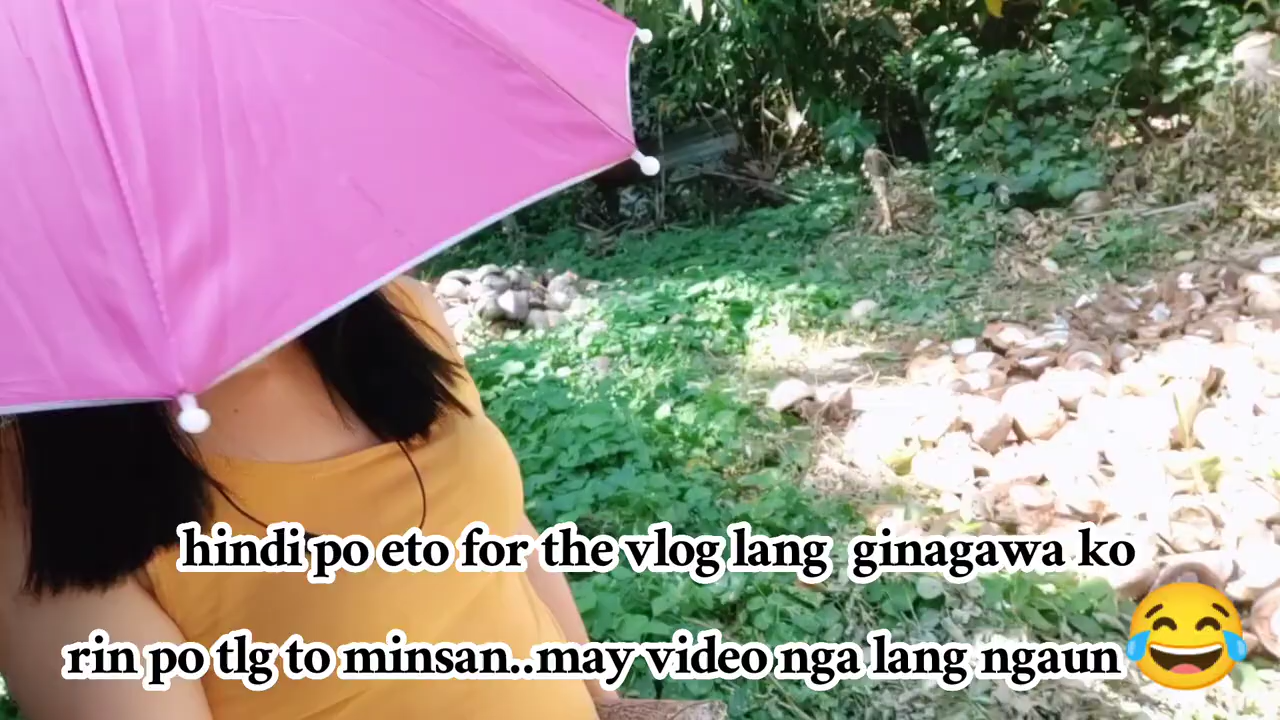 hindi po eto for the vlog lang ginagawa ko
rin po tlg to minsan..may video nga lang ngaun😂